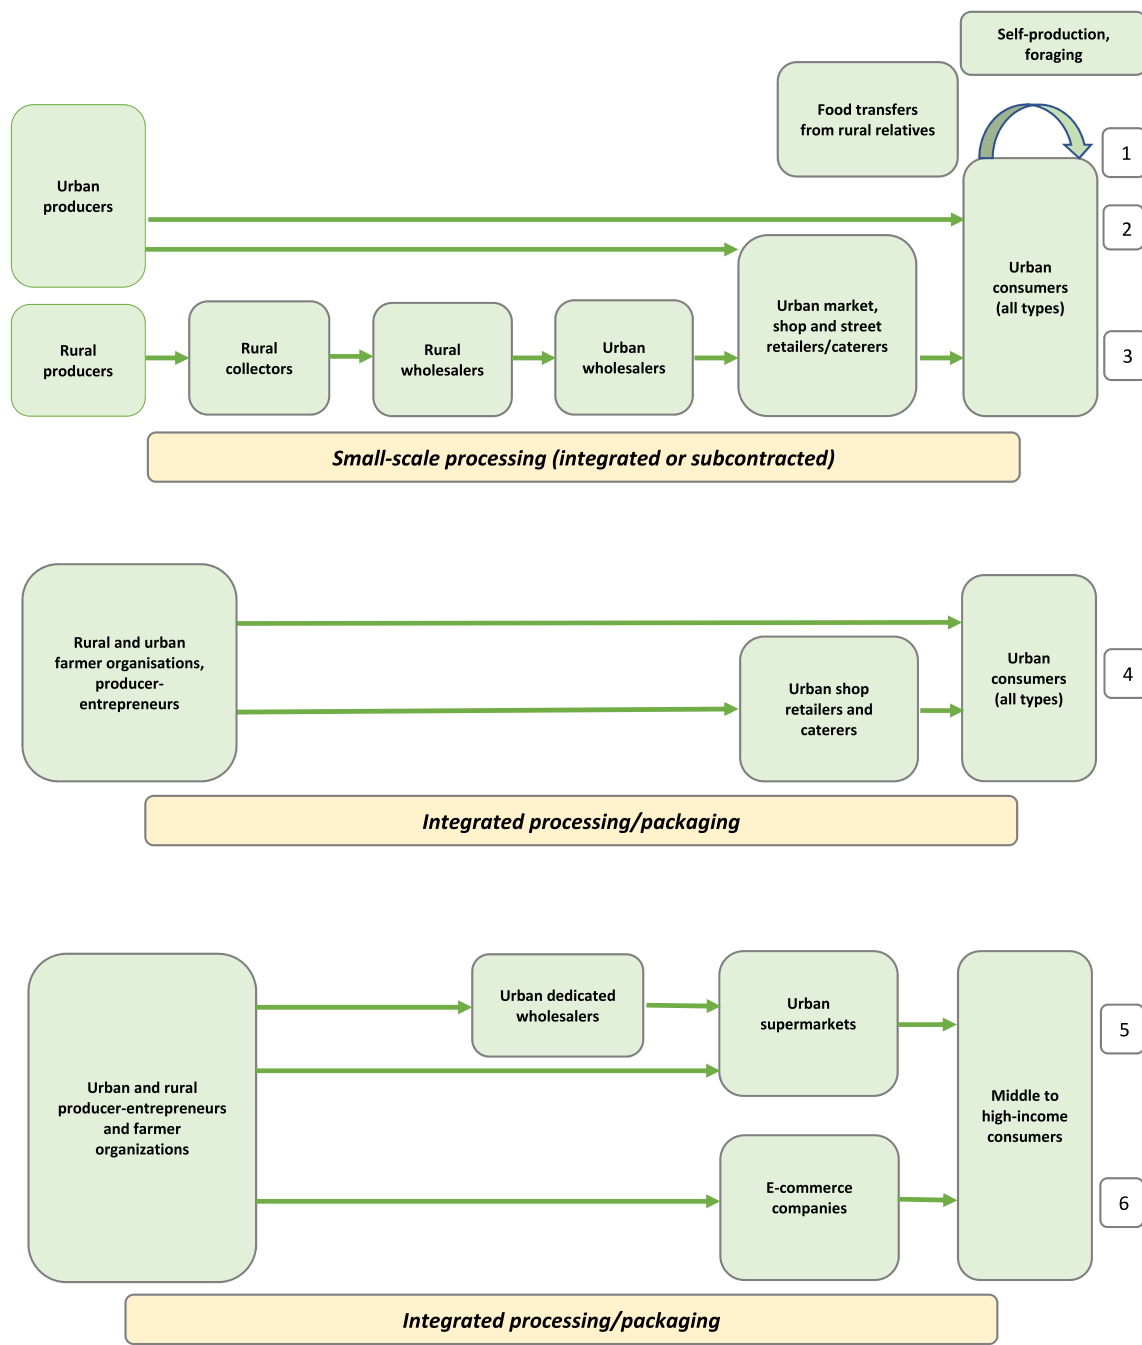 Self-production,
foraging
Food transfers
from rural relatives
1
Urban
producers
2
Urban
consumers
(all types)
Urban market,
shop and street
retailers/caterers
Rural
producers
Rural
collectors
Rural
wholesalers
Urban
wholesalers
3
Small-scale processing (integrated or subcontracted)
Rural and urban
farmer organisations,
producer-
entrepreneurs
Urban shop
retailers and
caterers
Urban
consumers
(all types)
4
Integrated processing/packaging
Urban and rural
producer-entrepreneurs
and farmer
organizations
Urban dedicated
wholesalers
Urban
supermarkets
5
Middle to
high-income
consumers
E-commerce
companies
6
Integrated processing/packaging